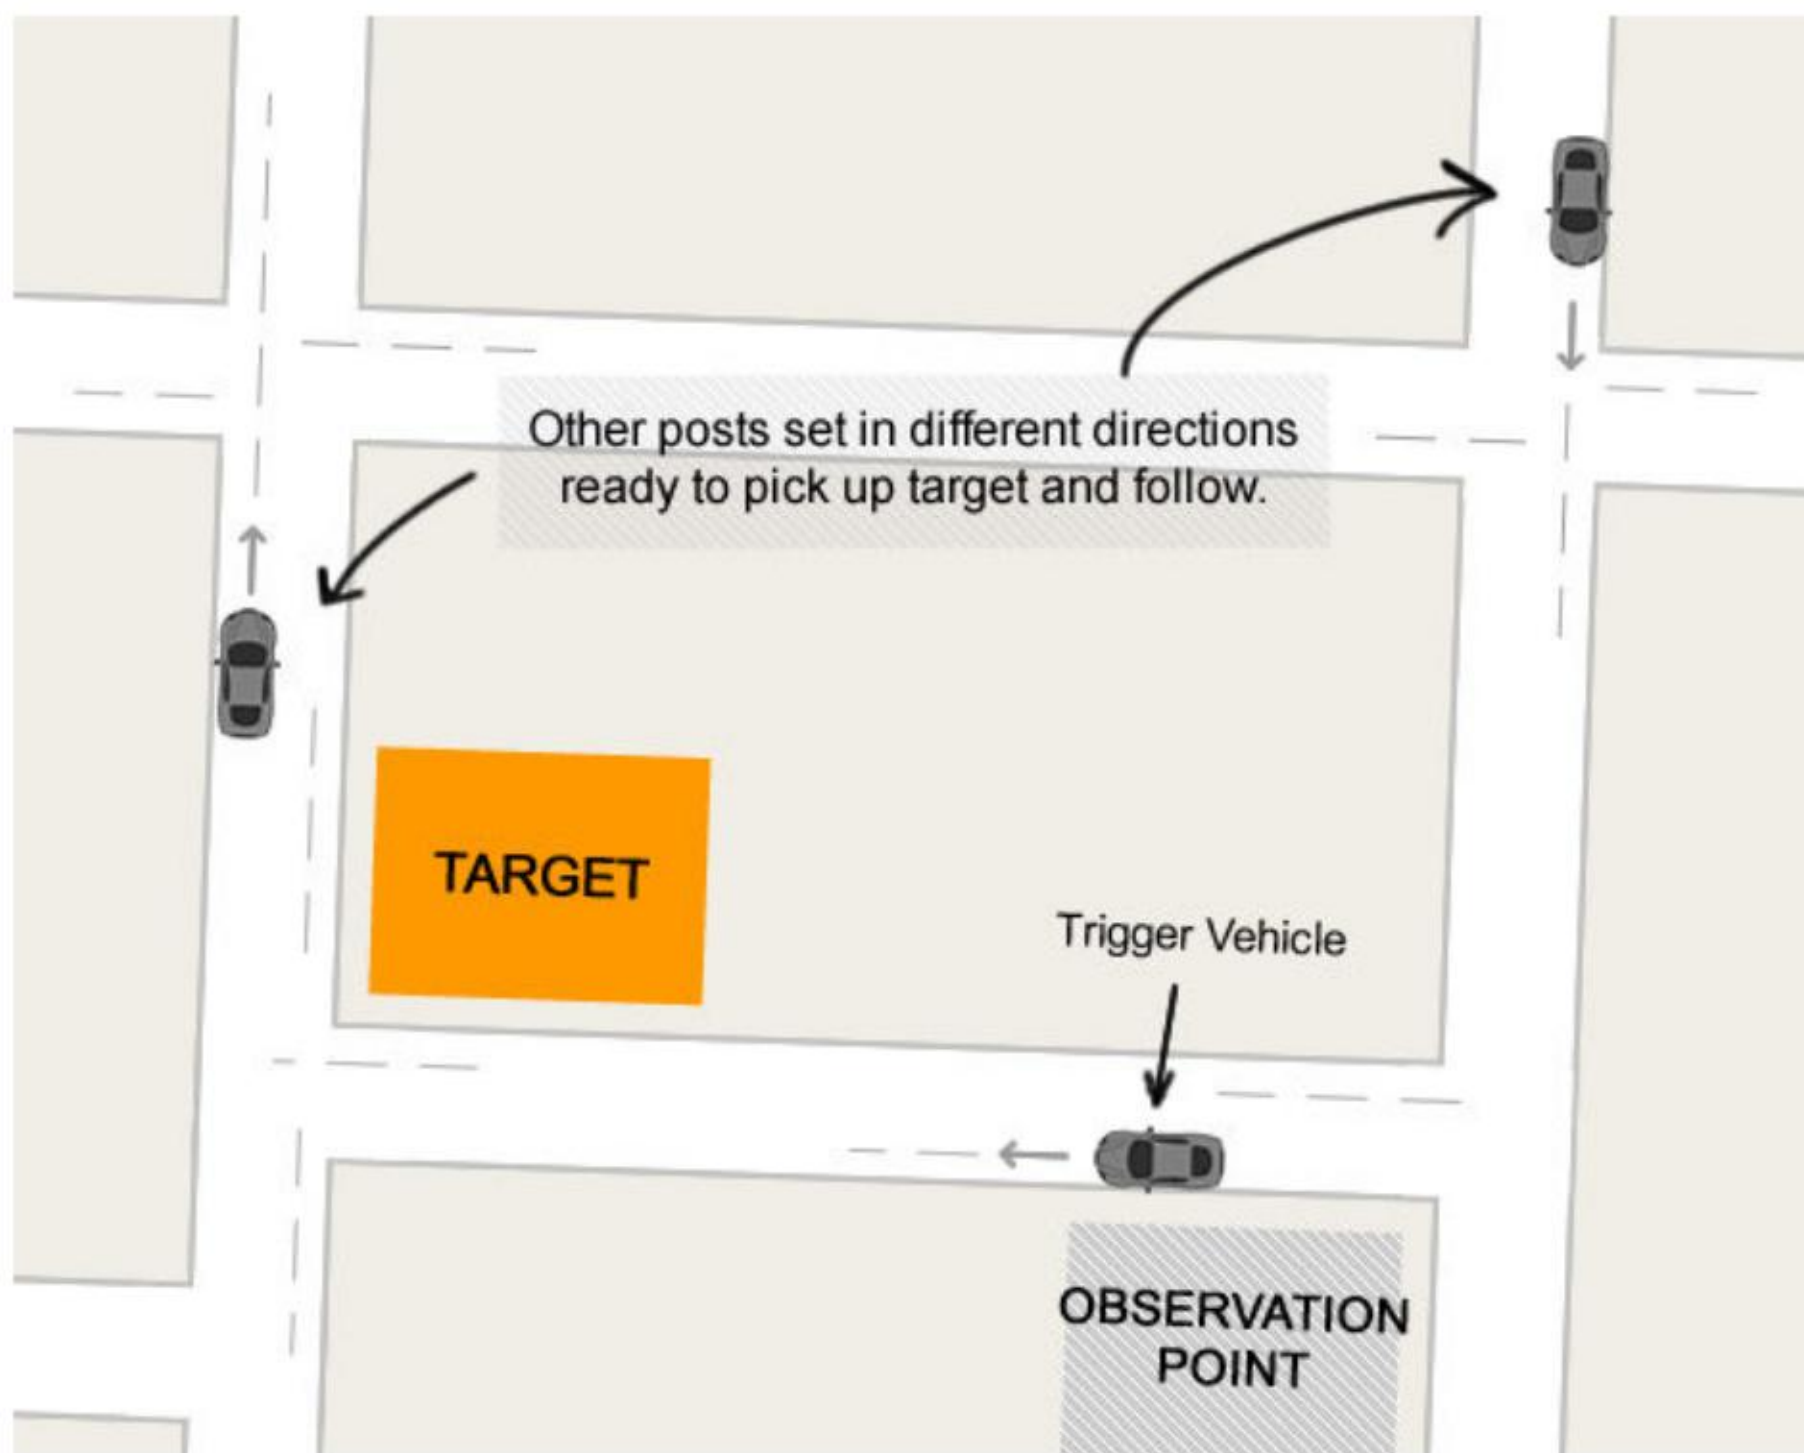 Other posts set in different directions
ready to pick up target and follow.
TARGET
Trigger Vehicle
OBSERVATION
POINT